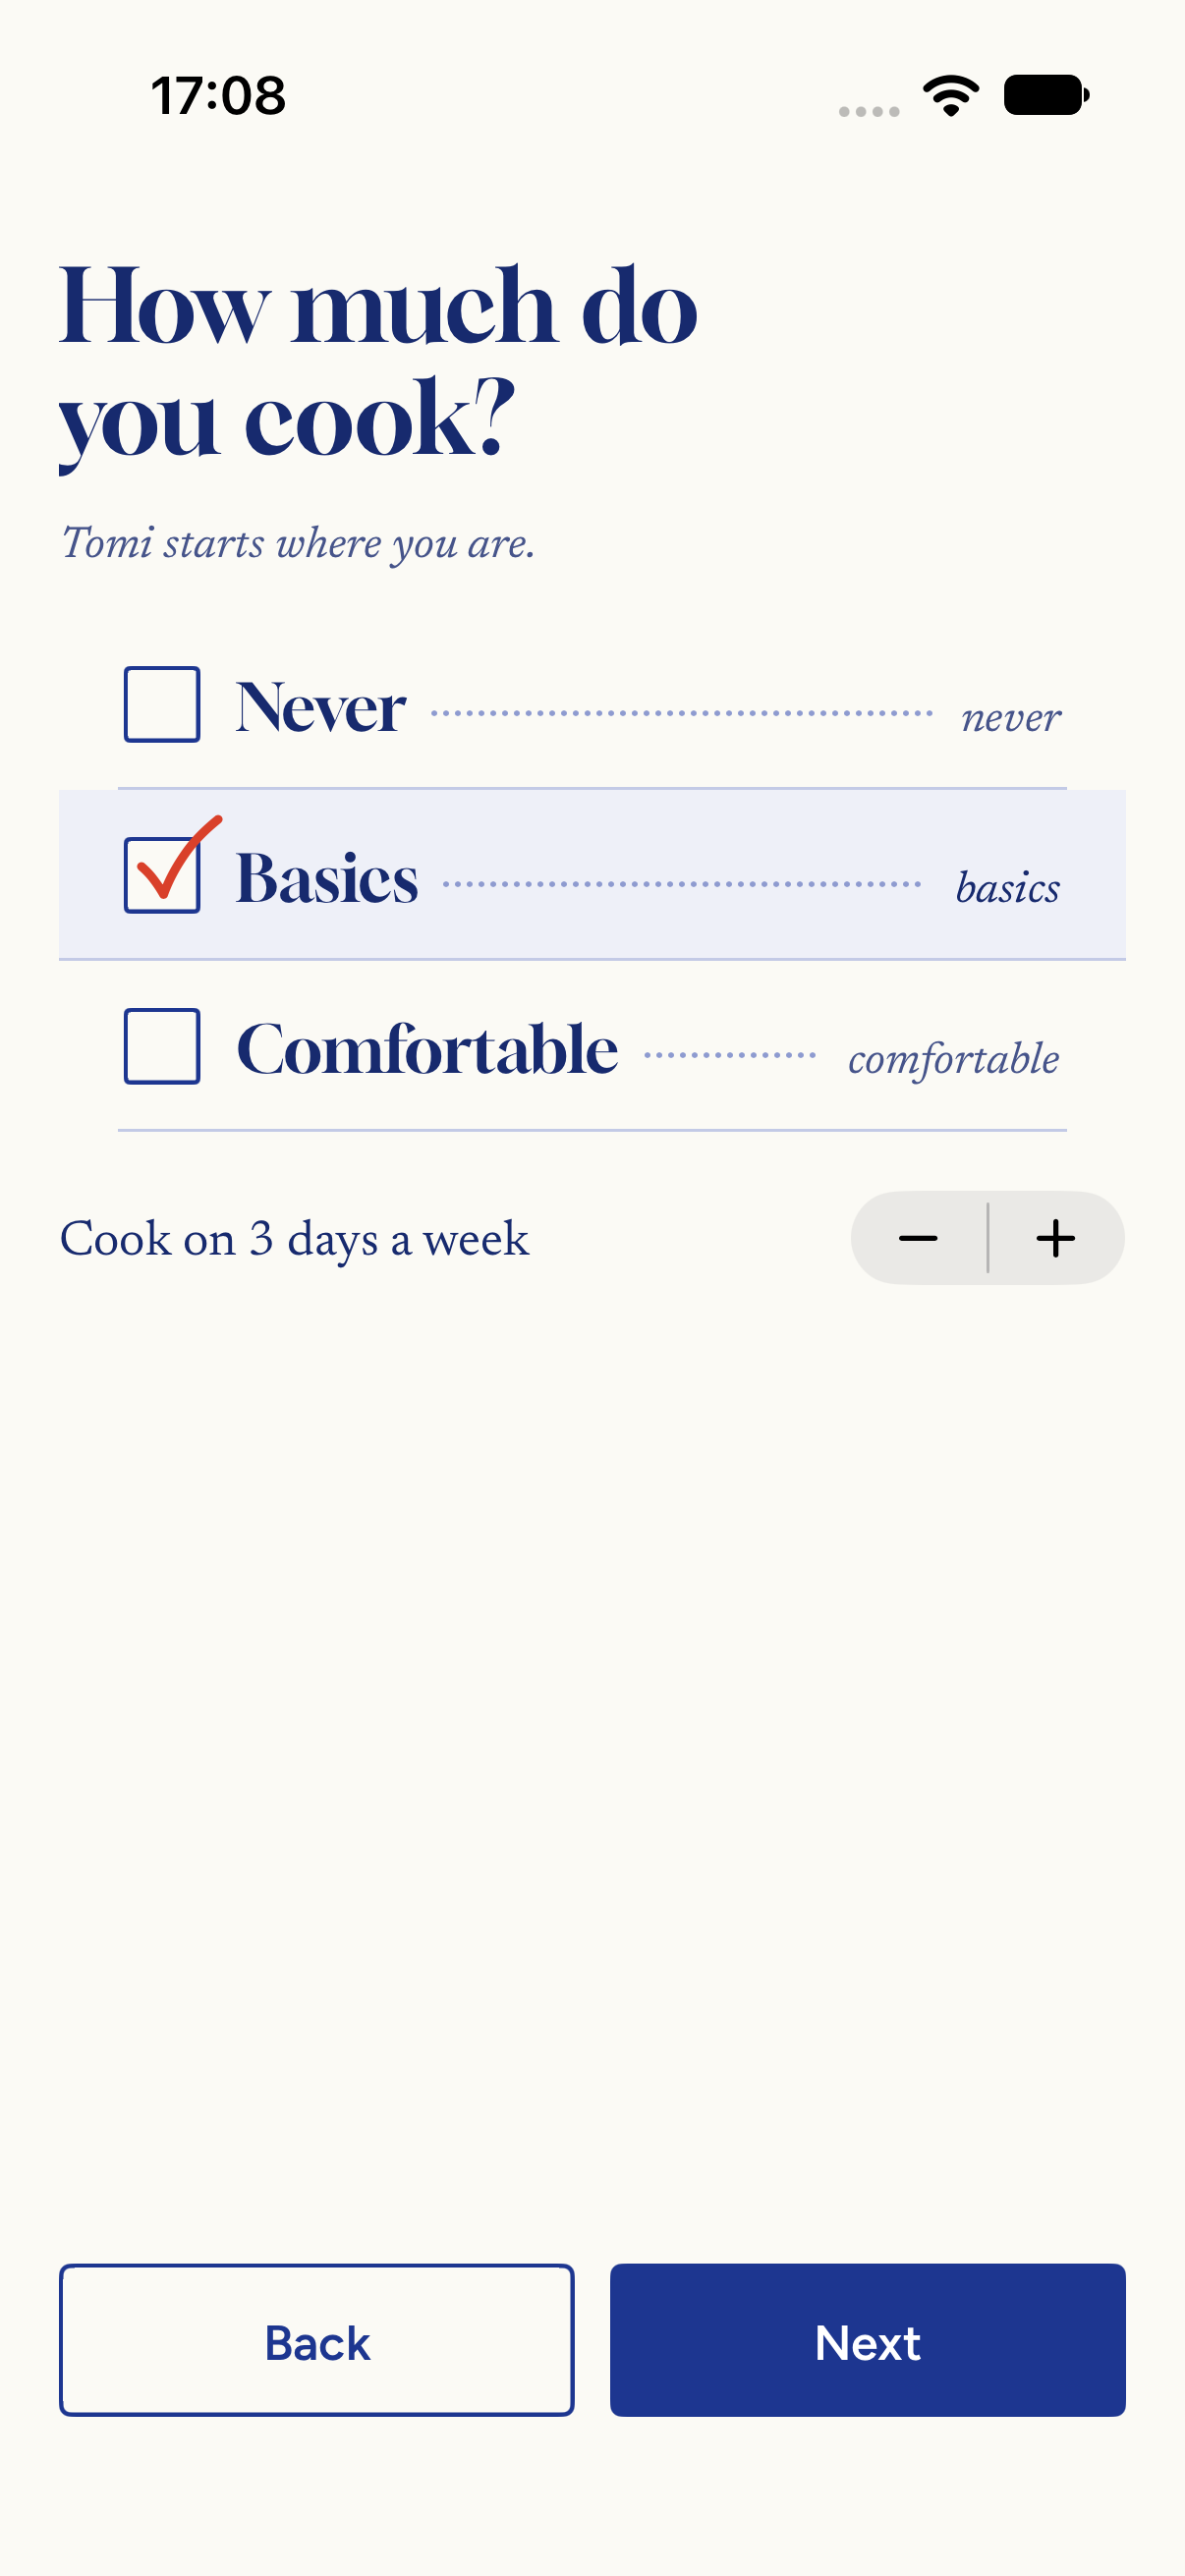 17:08
How much do
you cook?
Tomi starts where you are.
Never never
Basics basics
Comfortable comfortable
Cook on 3 days a week
Back Next